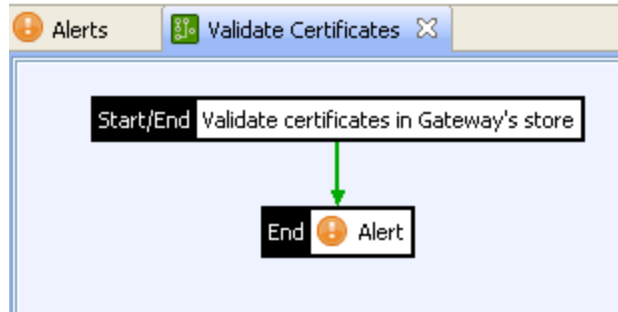 Alerts
Validate Certificates
Start/End Validate certificates in Gateway's store
End Alert